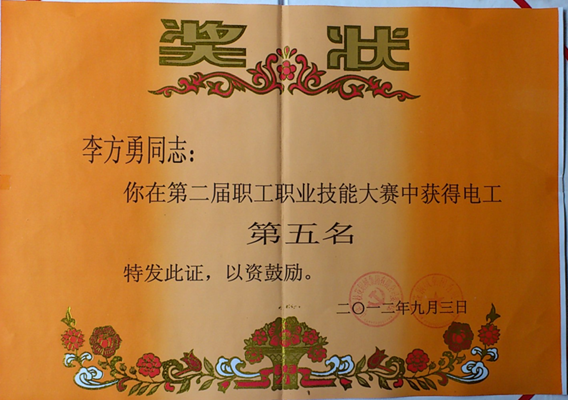 奖状
李方勇同志:
你在第二届职工职业技能大赛中获得电工
第五名
特发此证，以资鼓励。
二〇一二年九月三日